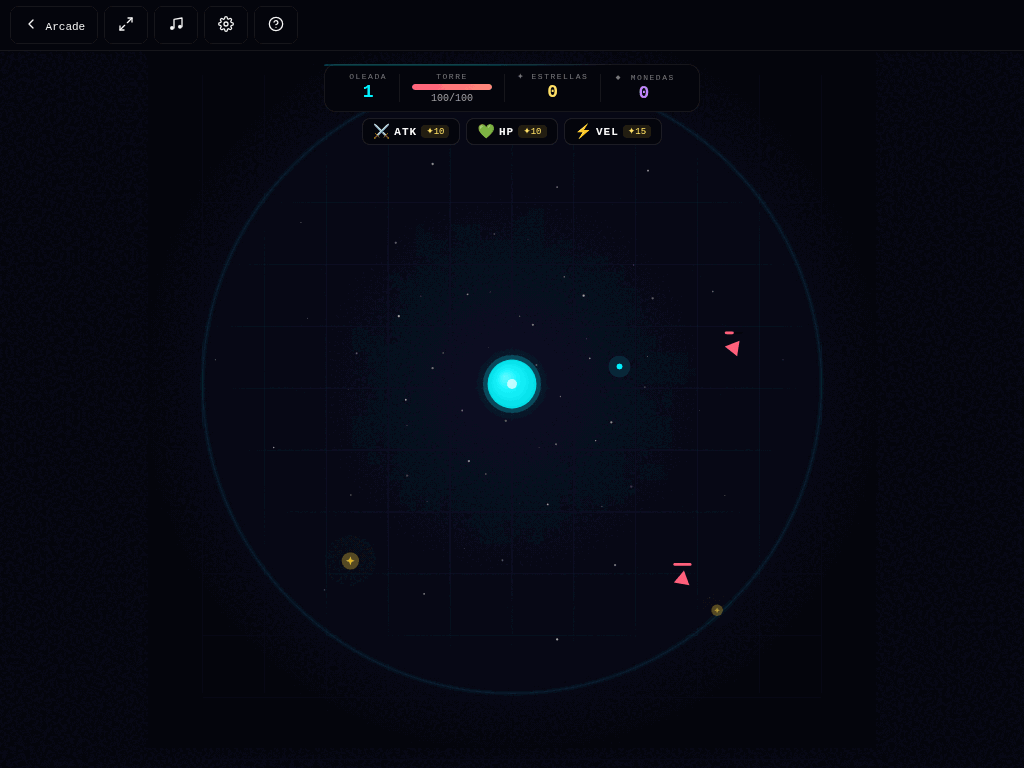 Arcade
OLEADA
1
TORRE
100/100
✦ ESTRELLAS
0
◆ MONEDAS
0
ATK ✦10
HP ✦10
VEL ✦15